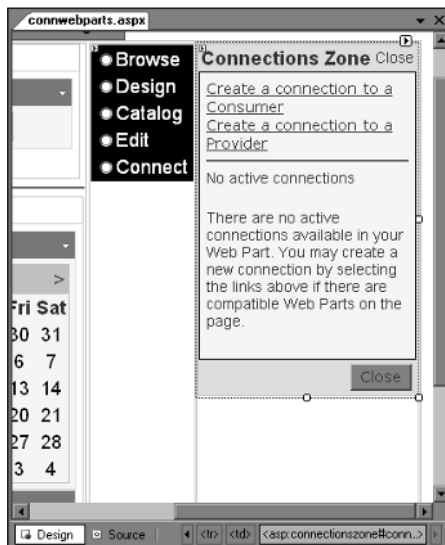 connwebparts.aspx
Browse
Design
Catalog
Edit
Connect
Connections Zone Close
Create a connection to a
Consumer
Create a connection to a
Provider
No active connections
There are no active
connections available in your
Web Part. You may create a
new connection by selecting
the links above if there are
compatible Web Parts on the
page.
Close
>
Fri Sat
30 31
6 7
13 14
20 21
27 28
3 4
Design Source <tr> <td> <asp:connectionszone#conn...>